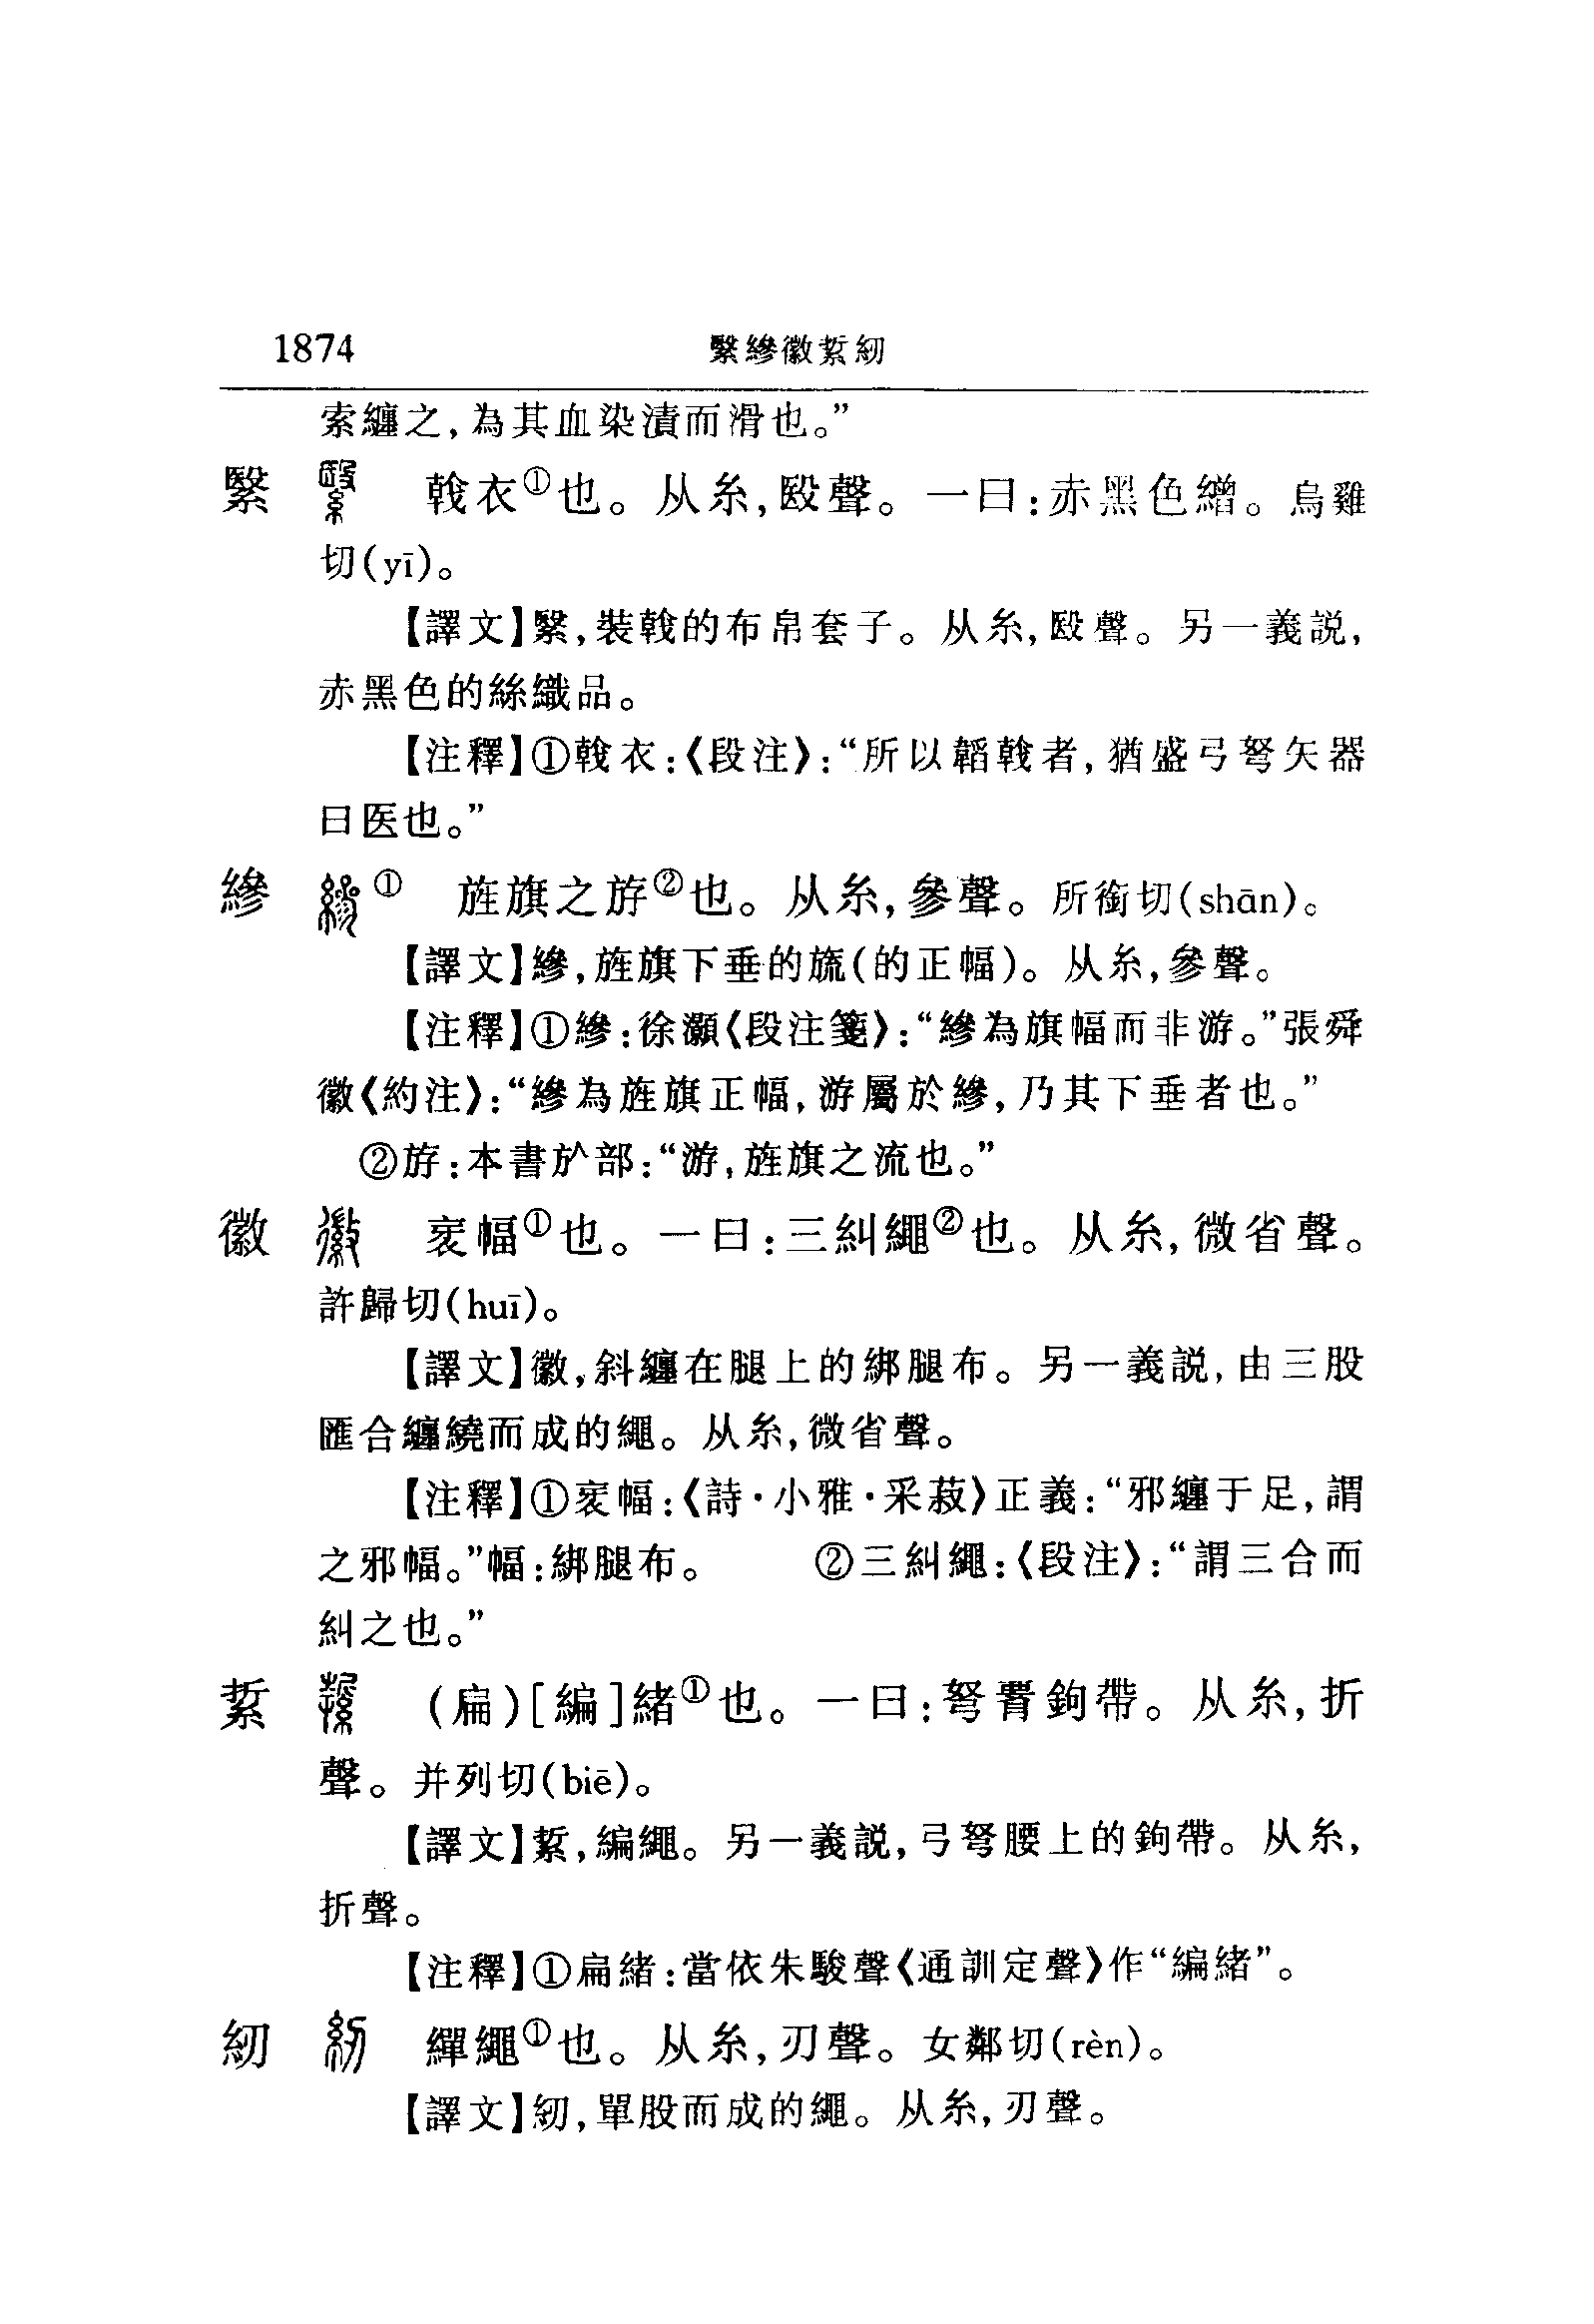 1874 繄縿徽䋢紉
索纏之,為其血染漬而滑也。”
繄 戟衣①也。从糸,殹聲。一曰:赤黑色繒。烏雞
切(yī)。
【譯文】繄,裝戟的布帛套子。从糸,殹聲。另一義説,
赤黑色的絲織品。
【注釋】①戟衣:《段注》:“所以韜戟者,猶盛弓弩矢器
曰医也。”
縿 ① 旌旗之斿②也。从糸,參聲。所銜切(shān)。
【譯文】縿,旌旗下垂的旒(的正幅)。从糸,參聲。
【注釋】①縿:徐灝《段注箋》:“縿為旗幅而非游。”張舜
徽《約注》:“縿為旌旗正幅,游屬於縿,乃其下垂者也。”
②斿:本書㫃部:“游,旌旗之流也。”
徽 衺幅①也。一曰:三糾繩②也。从糸,微省聲。
許歸切(huī)。
【譯文】徽,斜纏在腿上的綁腿布。另一義説,由三股
匯合纏繞而成的繩。从糸,微省聲。
【注釋】①衺幅:《詩·小雅·采菽》正義:“邪纏于足,謂
之邪幅。”幅:綁腿布。 ②三糾繩:《段注》:“謂三合而
糾之也。”
䋢 (扁)[編]緒①也。一曰:弩䙅鉤帶。从糸,折
聲。并列切(biē)。
【譯文】䋢,編繩。另一義説,弓弩腰上的鉤帶。从糸,
折聲。
【注釋】①扁緒:當依朱駿聲《通訓定聲》作“編緒”。
紉 繟繩①也。从糸,刃聲。女鄰切(rèn)。
【譯文】紉,單股而成的繩。从糸,刃聲。